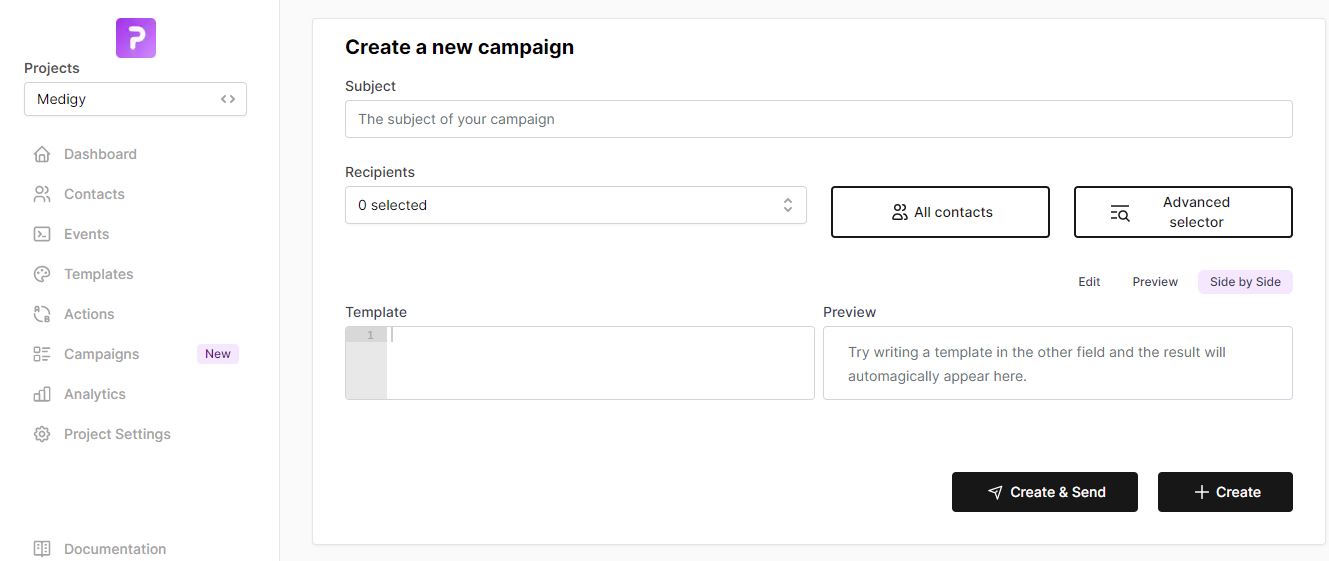 Projects
Medigy
Dashboard
Contacts
Events
Templates
Actions
Campaigns New
Analytics
Project Settings
Documentation
Create a new campaign
Subject
The subject of your campaign
Recipients
0 selected
All contacts
Advanced
selector
Edit Preview Side by Side
Template
1
Preview
Try writing a template in the other field and the result will
automagically appear here.
Create & Send
Create